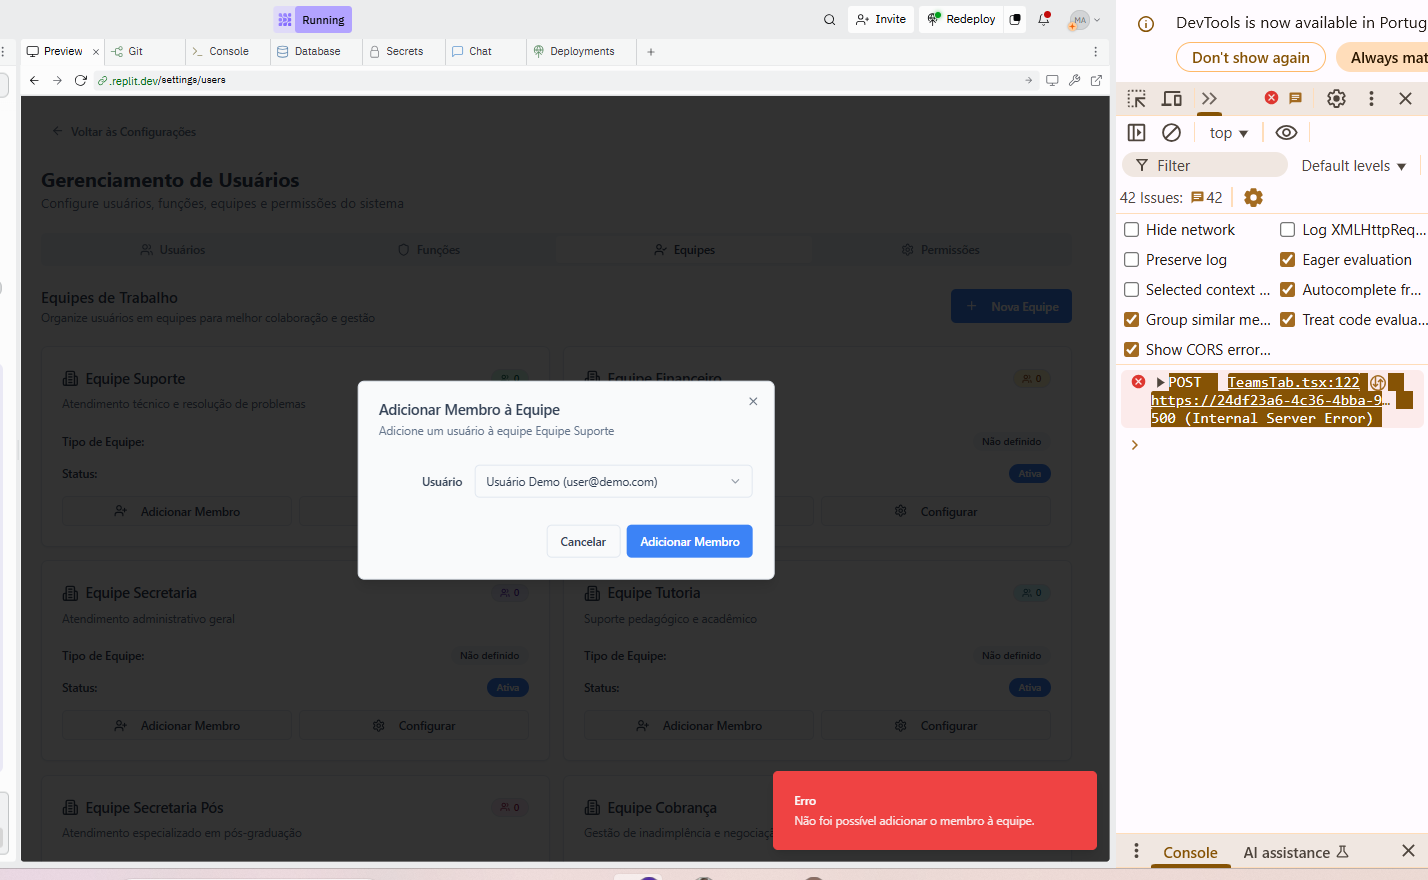 Running
Invite
Redeploy
MA
Preview
Git
Console
Database
Secrets
Chat
Deployments
.replit.dev/settings/users
Voltar às Configurações
Gerenciamento de Usuários
Configure usuários, funções, equipes e permissões do sistema
Usuários
Funções
Equipes
Permissões
Equipes de Trabalho
Organize usuários em equipes para melhor colaboração e gestão
Nova Equipe
Equipe Suporte
0
Atendimento técnico e resolução de problemas
Tipo de Equipe:
Status:
Adicionar Membro
Equipe Financeiro
0
Não definido
Ativa
Configurar
Adicionar Membro à Equipe
Adicione um usuário à equipe Equipe Suporte
Usuário
Usuário Demo (user@demo.com)
Cancelar
Adicionar Membro
Equipe Secretaria
0
Atendimento administrativo geral
Tipo de Equipe:
Não definido
Status:
Ativa
Adicionar Membro
Configurar
Equipe Tutoria
0
Suporte pedagógico e acadêmico
Tipo de Equipe:
Não definido
Status:
Ativa
Adicionar Membro
Configurar
Equipe Secretaria Pós
0
Atendimento especializado em pós-graduação
Equipe Cobrança
Gestão de inadimplência e negociaç
Erro
Não foi possível adicionar o membro à equipe.
DevTools is now available in Portug
Don't show again
Always mat
top
Filter
Default levels
42 Issues:
42
Hide network
Log XMLHttpReq...
Preserve log
Eager evaluation
Selected context ...
Autocomplete fr...
Group similar me...
Treat code evalua...
Show CORS error...
POST
TeamsTab.tsx:122
https://24df23a6-4c36-4bba-9…
500 (Internal Server Error)
Console
AI assistance